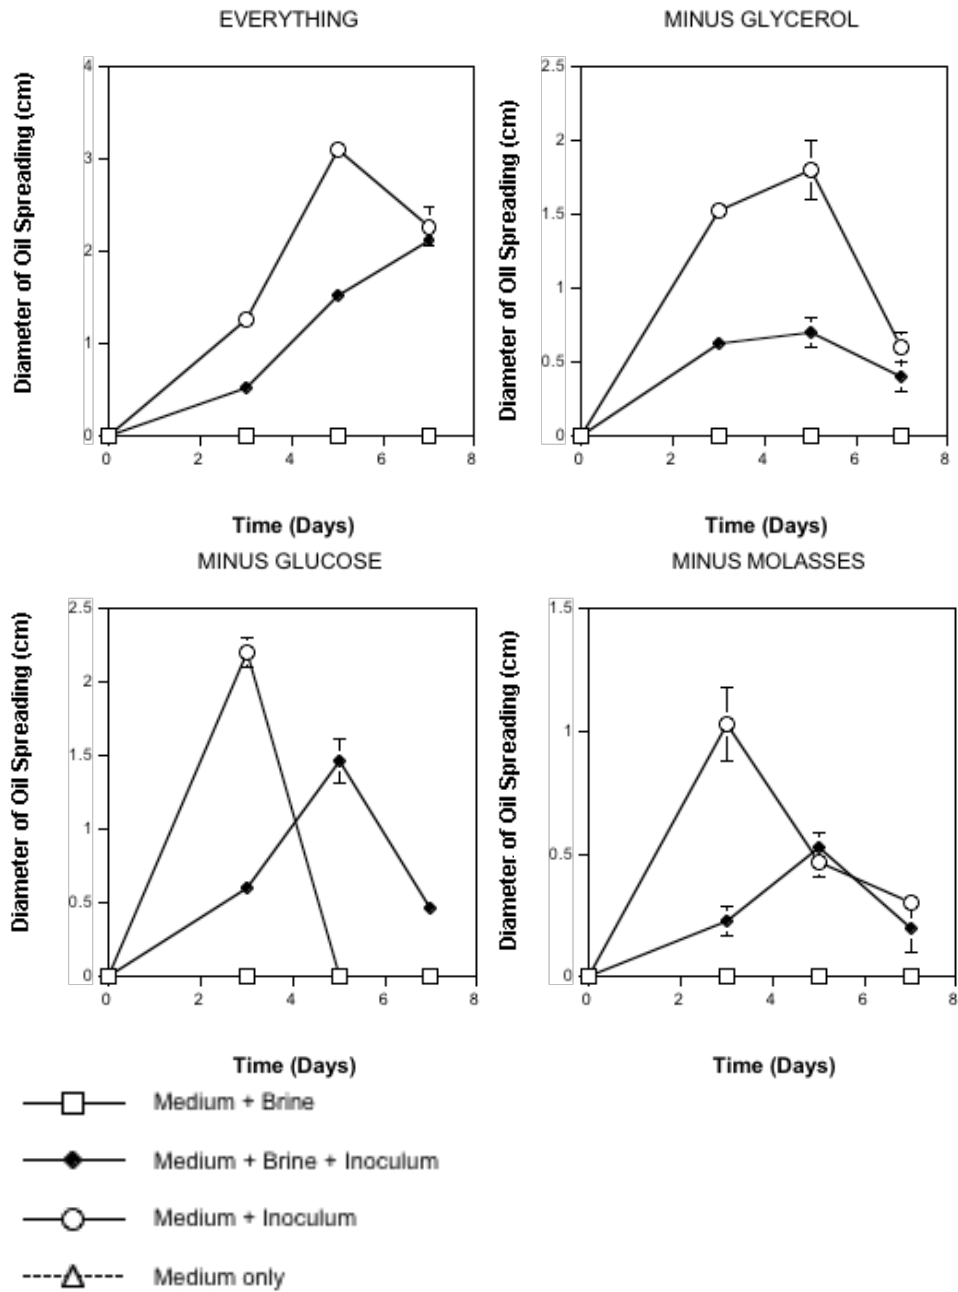 EVERYTHING
Diameter of Oil Spreading (cm)
4
3
2
1
0
0 2 4 6 8
Time (Days)
MINUS GLYCEROL
Diameter of Oil Spreading (cm)
2.5
2
1.5
1
0.5
0
0 2 4 6 8
Time (Days)
MINUS GLUCOSE
Diameter of Oil Spreading (cm)
2.5
2
1.5
1
0.5
0
0 2 4 6 8
Time (Days)
MINUS MOLASSES
Diameter of Oil Spreading (cm)
1.5
1
0.5
0
0 2 4 6 8
Time (Days)
Medium + Brine
Medium + Brine + Inoculum
Medium + Inoculum
Medium only